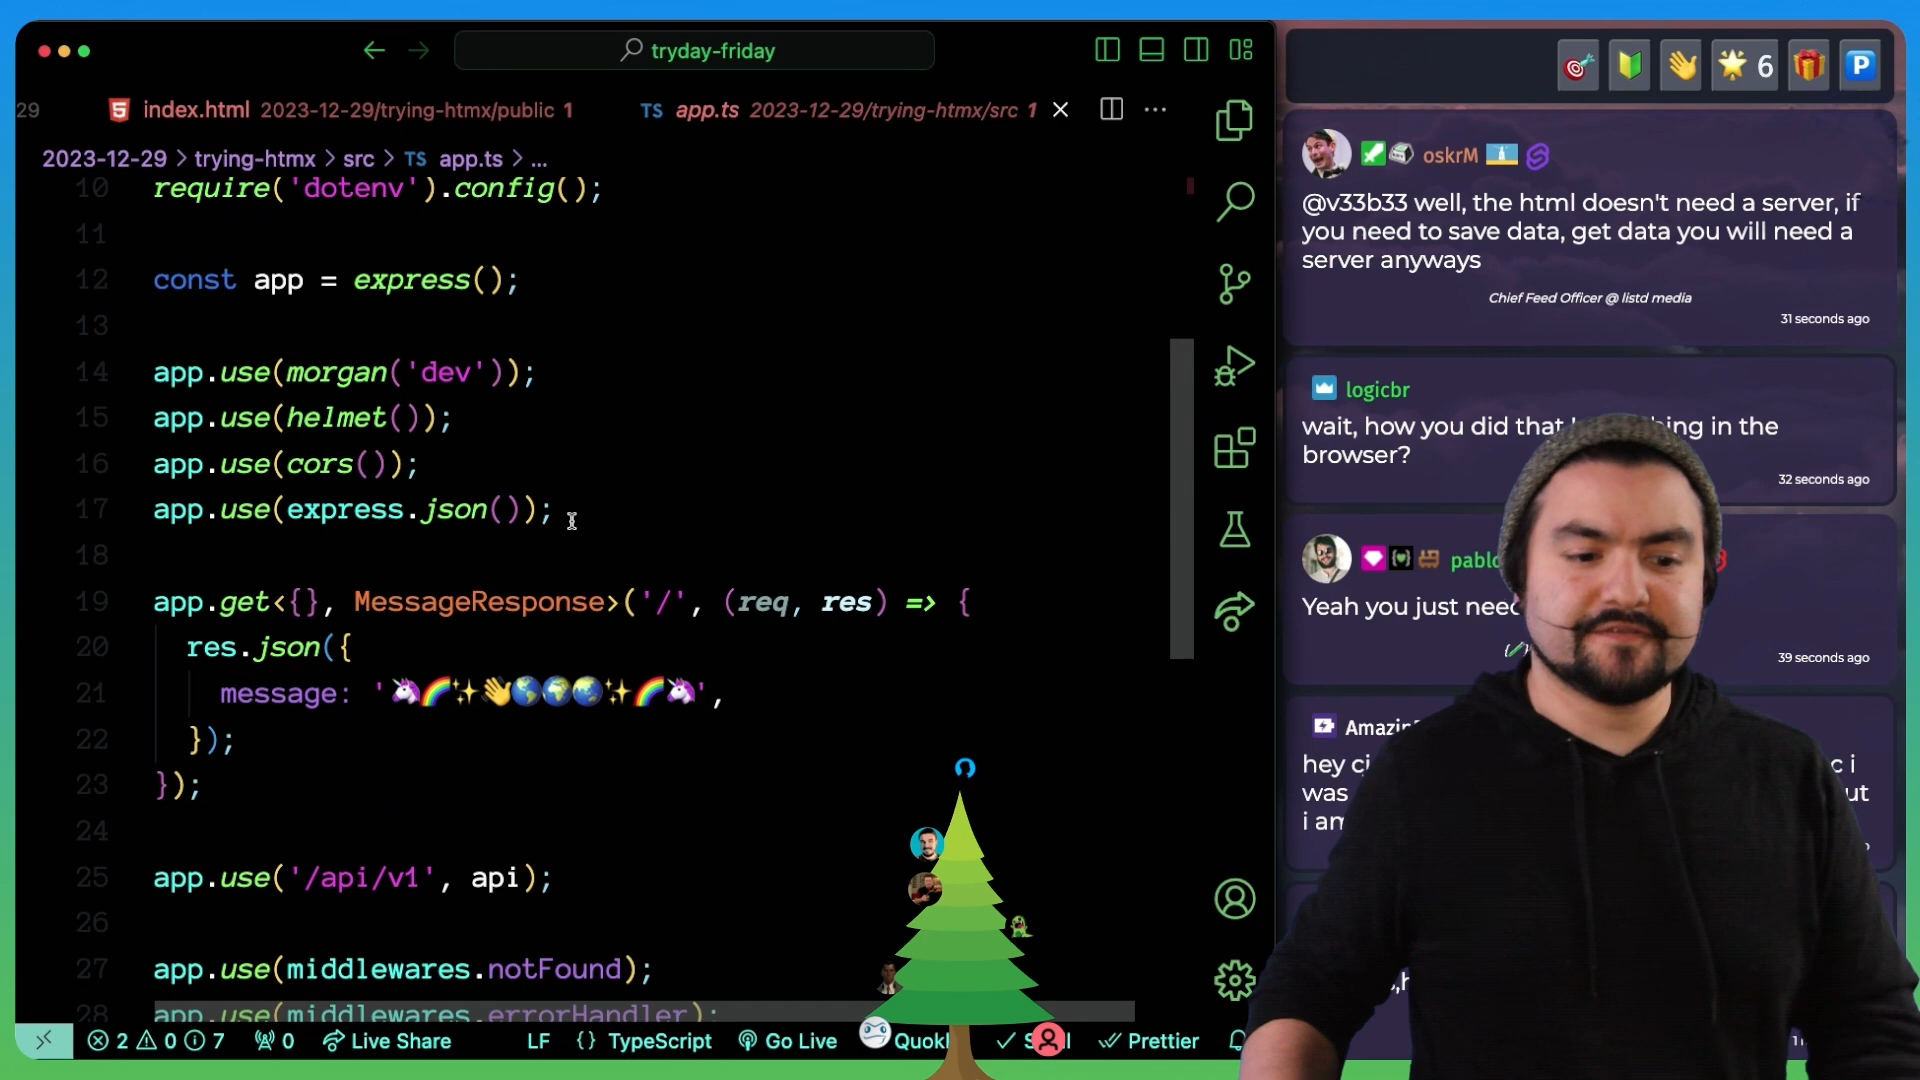 tryday-friday
29 index.html 2023-12-29/trying-htmx/public 1 TS app.ts 2023-12-29/trying-htmx/src 1
2023-12-29 > trying-htmx > src > TS app.ts > ...
10 require('dotenv').config();
11
12 const app = express();
13
14 app.use(morgan('dev'));
15 app.use(helmet());
16 app.use(cors());
17 app.use(express.json());
18
19 app.get<{}, MessageResponse>('/', (req, res) => {
20 res.json({
21 message: '🦄🌈✨👋🌎🌍🌏✨🌈🦄',
22 });
23 });
24
25 app.use('/api/v1', api);
26
27 app.use(middlewares.notFound);
28 app.use(middlewares.errorHandler);
2 0 7 0 Live Share LF {} TypeScript Go Live Prettier
6 P
oskrM
@v33b33 well, the html doesn't need a server, if
you need to save data, get data you will need a
server anyways
Chief Feed Officer @ listd media
31 seconds ago
logicbr
wait, how you did that in the
browser?
32 seconds ago
Yeah you just
39 seconds ago
hey
was
i am